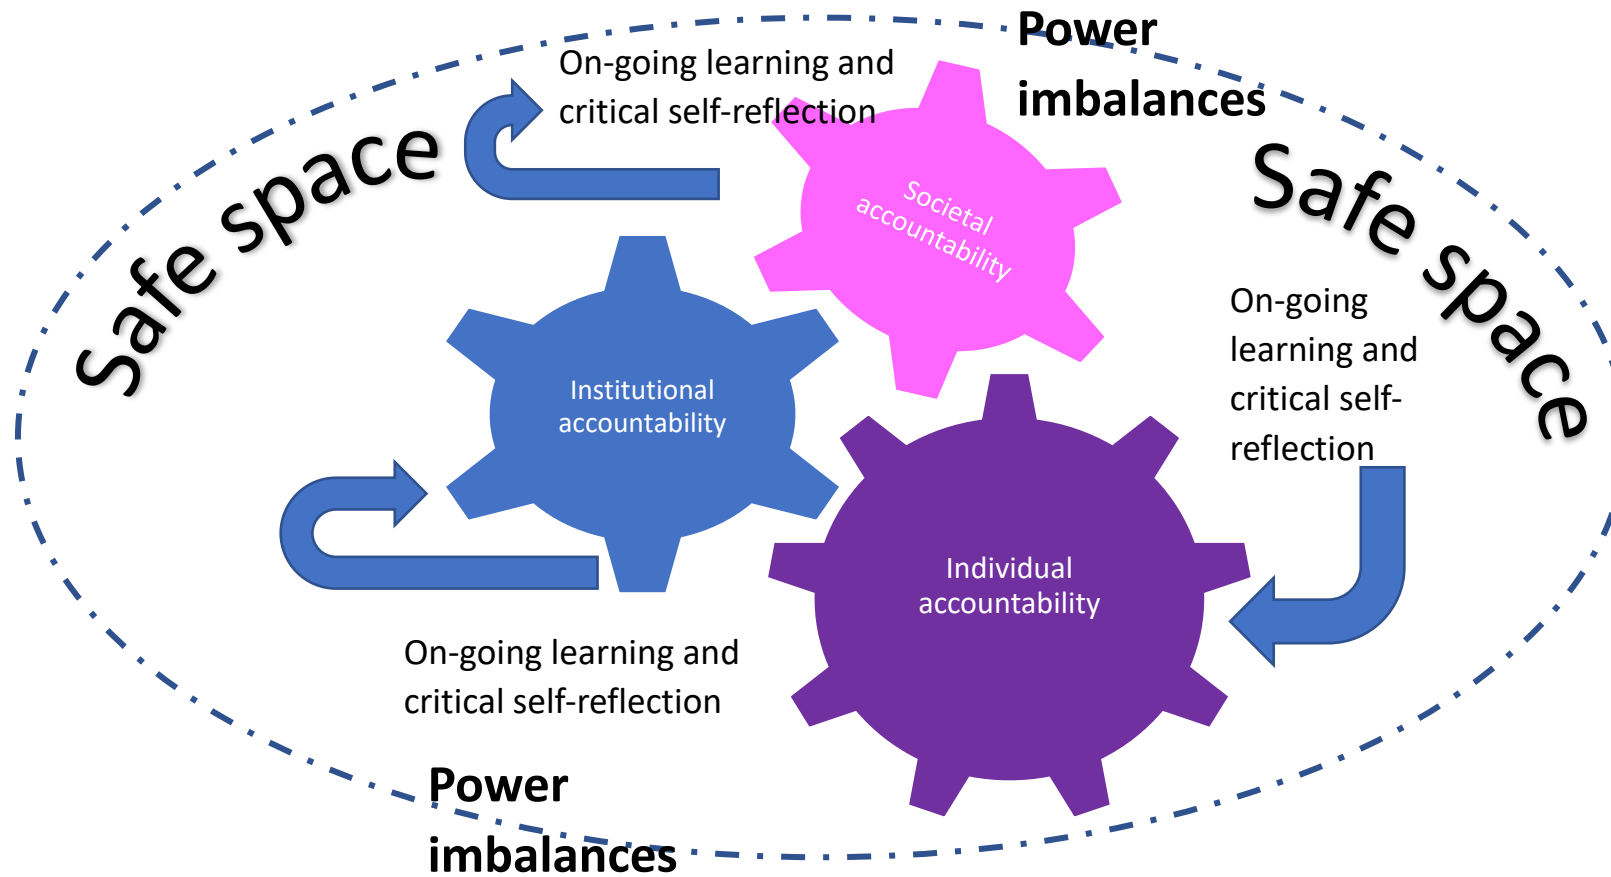 Power
imbalances
On-going learning and
critical self-reflection
Safe space
Safe space
Societal
accountability
On-going
learning and
critical self-
reflection
Institutional
accountability
Individual
accountability
On-going learning and
critical self-reflection
Power
imbalances